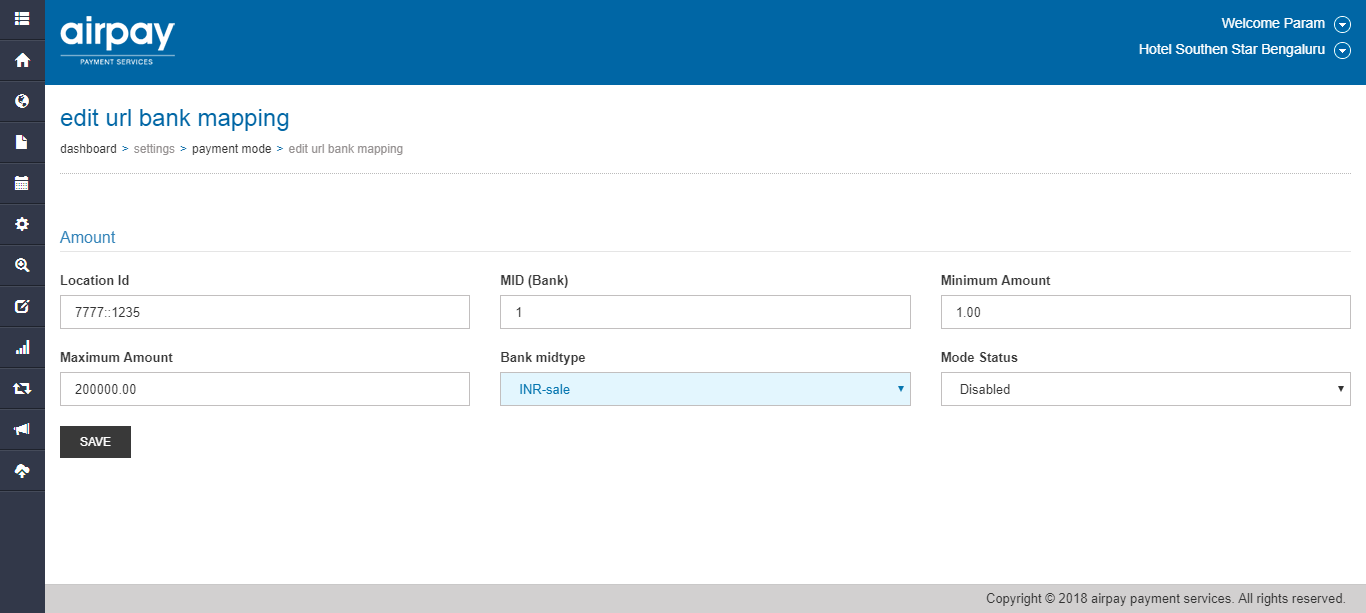 airpay
PAYMENT SERVICES
Welcome Param
Hotel Southen Star Bengaluru
edit url bank mapping
dashboard > settings > payment mode > edit url bank mapping
Amount
Location Id MID (Bank) Minimum Amount
7777::1235 1 1.00
Maximum Amount Bank midtype Mode Status
200000.00 INR-sale Disabled
SAVE
Copyright © 2018 airpay payment services. All rights reserved.